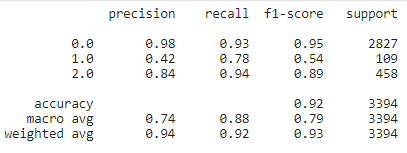 precision recall f1-score support
0.0 0.98 0.93 0.95 2827
1.0 0.42 0.78 0.54 109
2.0 0.84 0.94 0.89 458
accuracy 0.92 3394
macro avg 0.74 0.88 0.79 3394
weighted avg 0.94 0.92 0.93 3394